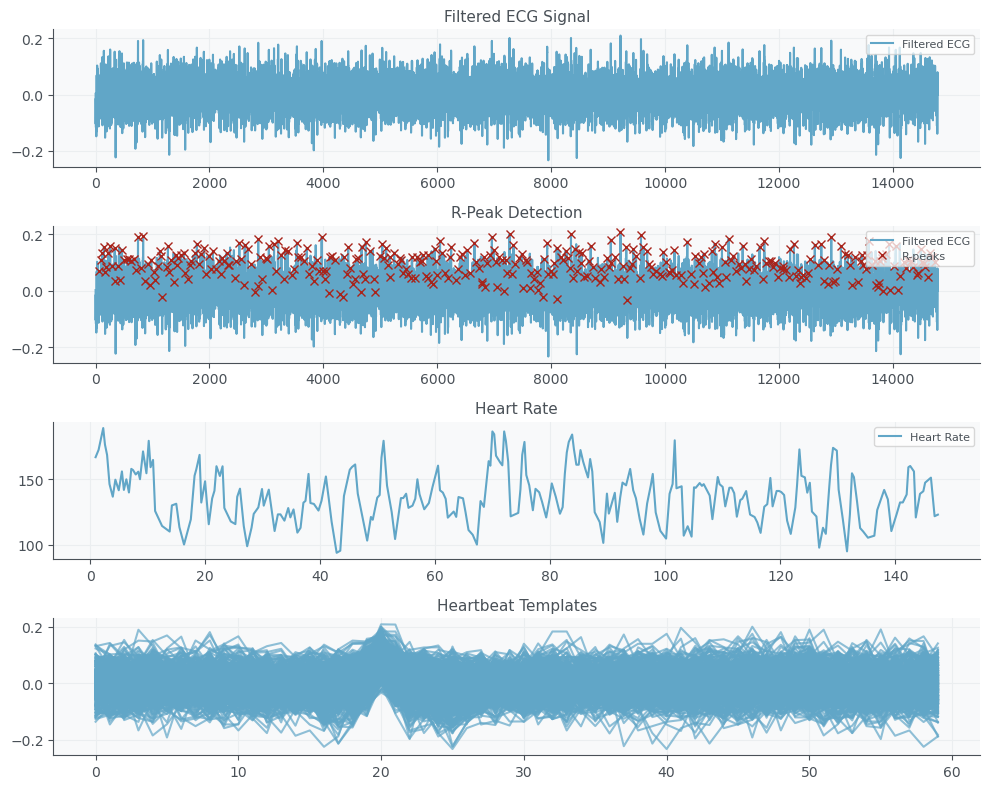 Filtered ECG Signal
0.2
0.0
−0.2
Filtered ECG
0 2000 4000 6000 8000 10000 12000 14000
R-Peak Detection
0.2
0.0
−0.2
Filtered ECG
R-peaks
0 2000 4000 6000 8000 10000 12000 14000
Heart Rate
150
100
Heart Rate
0 20 40 60 80 100 120 140
Heartbeat Templates
0.2
0.0
−0.2
0 10 20 30 40 50 60